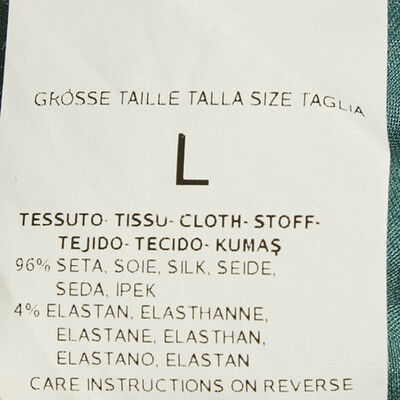 GRÖSSE TAILLE TALLA SIZE TAGLIA
L
TESSUTO- TISSU- CLOTH- STOFF-
TEJIDO- TECIDO- KUMAŞ
96% SETA, SOIE, SILK, SEIDE,
SEDA, İPEK
4% ELASTAN, ELASTHANNE,
ELASTANE, ELASTHAN,
ELASTANO, ELASTAN
CARE INSTRUCTIONS ON REVERSE